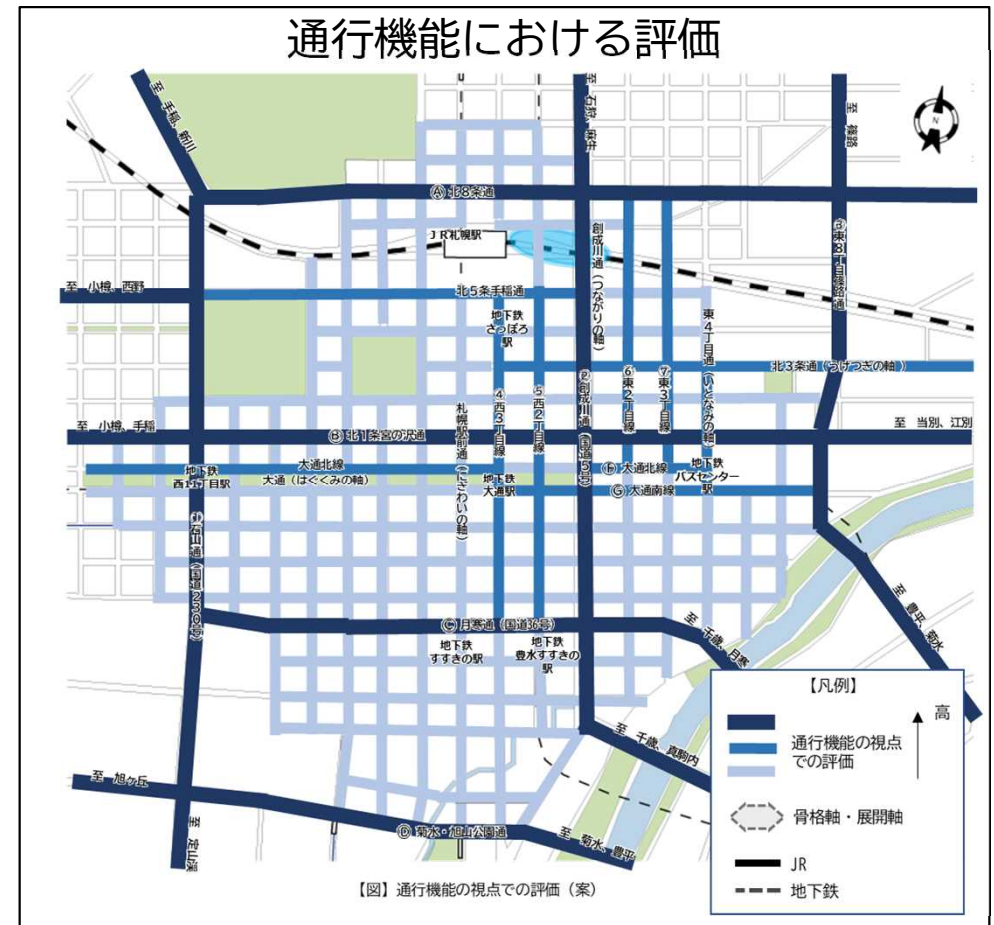 通行機能における評価
至 手稲、新川
至 石狩、麻生
至 篠路
N
Ⓐ 北8条通
JR札幌駅
創成川通（つながりの軸）
③東8丁目篠路通
至 小樽、西野
北5条手稲通
地下鉄
さっぽろ
駅
東4丁目通（いとなみの軸）
北3条通（うけつぎの軸）
④西3丁目線
⑤西2丁目線
②創成川通（国道5号）
⑥東2丁目線
⑦東3丁目線
札幌駅前通（にぎわいの軸）
至 小樽、手稲
Ⓑ 北1条宮の沢通
至 当別、江別
大通北線
地下鉄
西11丁目駅
大通（はぐくみの軸）
地下鉄
大通駅
Ⓕ 大通北線
地下鉄
バスセンター
駅
Ⓖ 大通南線
①石山通（国道230号）
Ⓒ 月寒通（国道36号）
地下鉄
すすきの駅
地下鉄
豊水すすきの
駅
至 千歳、月寒
至 豊平、菊水
至 千歳、真駒内
至 旭ヶ丘
至 定山渓
Ⓓ 菊水・旭山公園通
至 菊水、豊平
【凡例】
高
通行機能の視点
での評価
骨格軸・展開軸
JR
地下鉄
【図】通行機能の視点での評価（案）